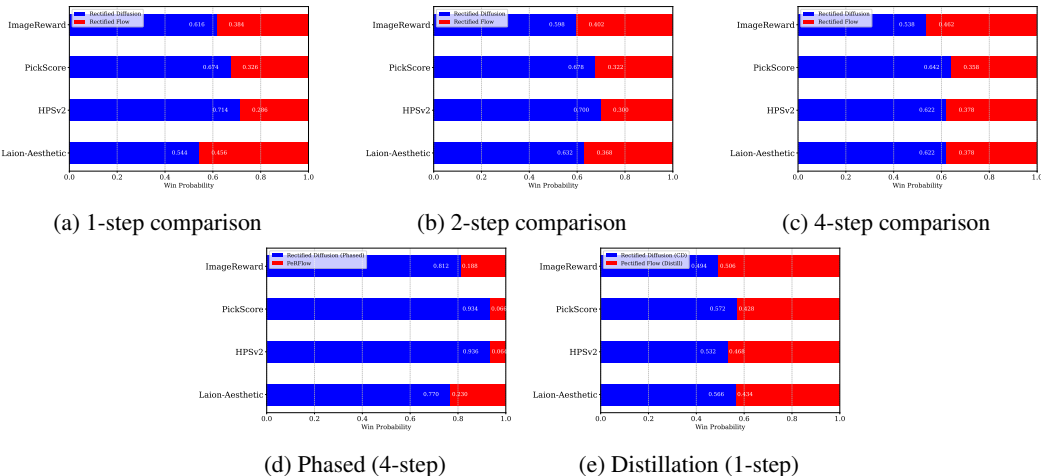 Rectified Diffusion
Rectified Flow
ImageReward
0.616
0.384
PickScore
0.674
0.326
HPSv2
0.714
0.286
Laion-Aesthetic
0.544
0.456
0.0 0.2 0.4 0.6 0.8 1.0
Win Probability
(a) 1-step comparison
Rectified Diffusion
Rectified Flow
ImageReward
0.598
0.402
PickScore
0.678
0.322
HPSv2
0.700
0.300
Laion-Aesthetic
0.632
0.368
0.0 0.2 0.4 0.6 0.8 1.0
Win Probability
(b) 2-step comparison
Rectified Diffusion
Rectified Flow
ImageReward
0.538
0.462
PickScore
0.642
0.358
HPSv2
0.622
0.378
Laion-Aesthetic
0.622
0.378
0.0 0.2 0.4 0.6 0.8 1.0
Win Probability
(c) 4-step comparison
Rectified Diffusion (Phased)
PeRFlow
ImageReward
0.812
0.188
PickScore
0.934
HPSv2
0.936
Laion-Aesthetic
0.770
0.230
0.0 0.2 0.4 0.6 0.8 1.0
Win Probability
(d) Phased (4-step)
Rectified Diffusion (CD)
Pectified Flow (Distill)
ImageReward
0.494
0.506
PickScore
0.572
0.428
HPSv2
0.532
0.468
Laion-Aesthetic
0.566
0.434
0.0 0.2 0.4 0.6 0.8 1.0
Win Probability
(e) Distillation (1-step)